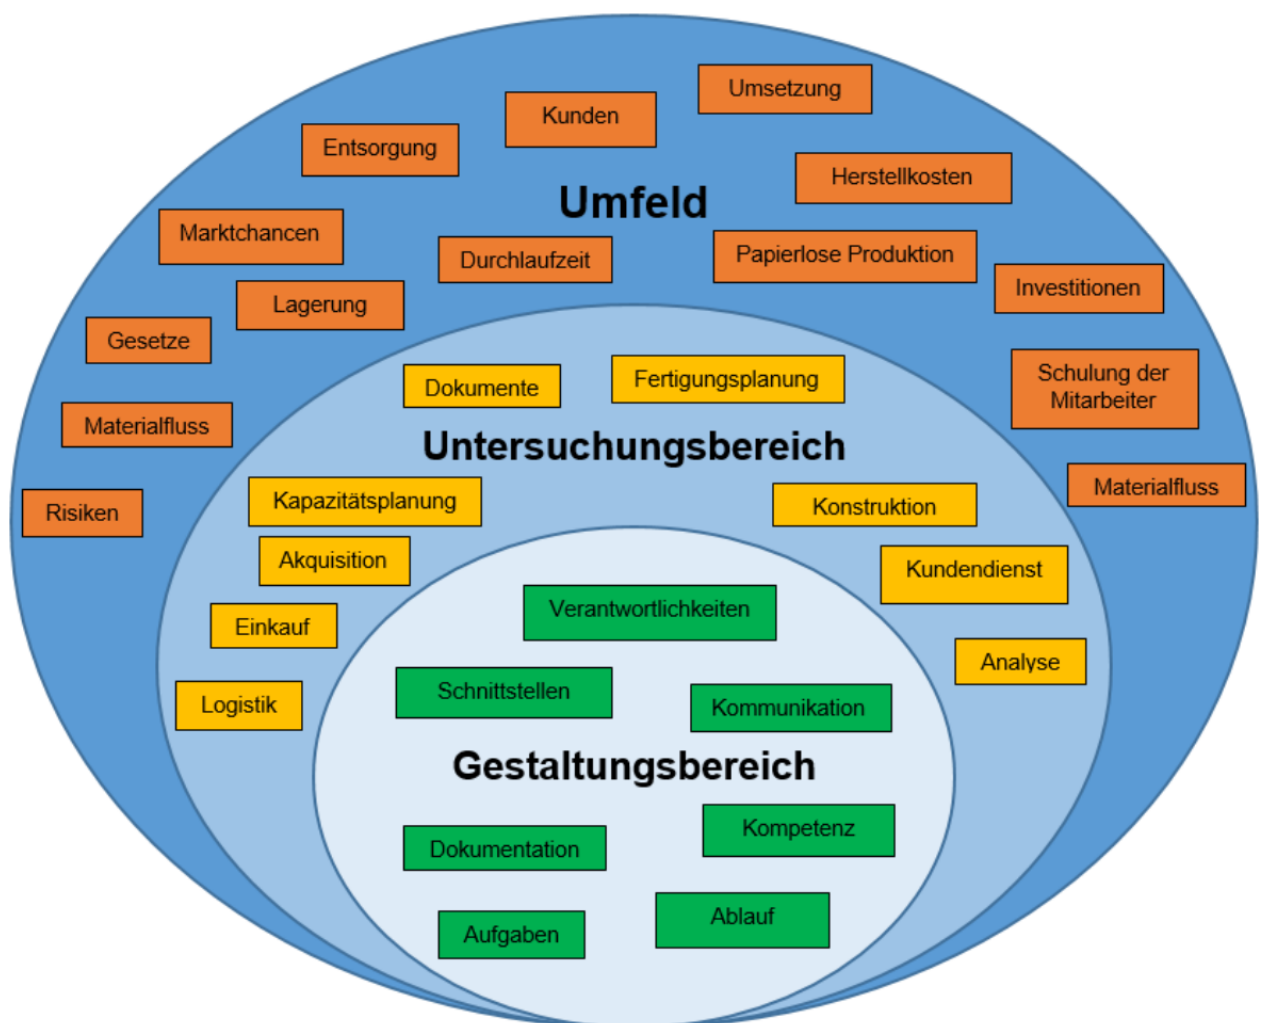 Umsetzung
Kunden
Entsorgung
Herstellkosten
Umfeld
Marktchancen
Durchlaufzeit
Papierlose Produktion
Investitionen
Lagerung
Gesetze
Schulung der
Mitarbeiter
Materialfluss
Materialfluss
Risiken
Dokumente
Fertigungsplanung
Untersuchungsbereich
Kapazitätsplanung
Konstruktion
Akquisition
Kundendienst
Einkauf
Analyse
Logistik
Verantwortlichkeiten
Schnittstellen
Kommunikation
Gestaltungsbereich
Kompetenz
Dokumentation
Ablauf
Aufgaben